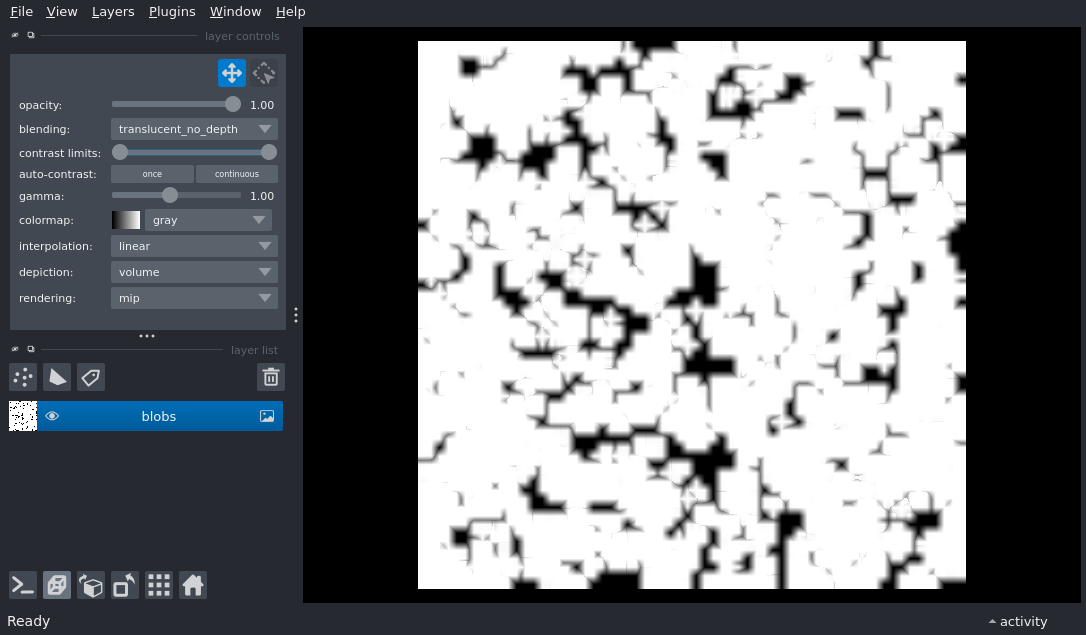 File View Layers Plugins Window Help
layer controls
opacity: 1.00
blending: translucent_no_depth
contrast limits:
auto-contrast: once continuous
gamma: 1.00
colormap: gray
interpolation: linear
depiction: volume
rendering: mip
layer list
blobs
Ready activity